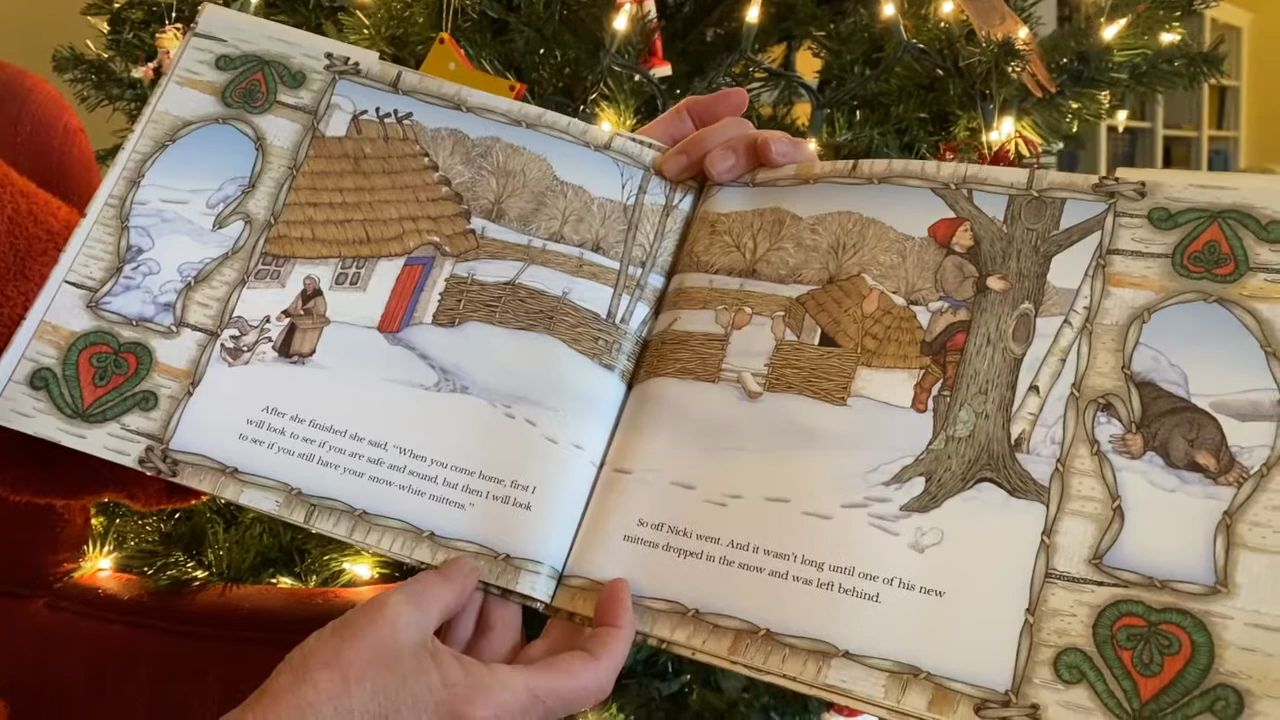 After she finished she said, "When you come home, first I
will look to see if you are safe and sound, but then I will look
to see if you still have your snow-white mittens."
So off Nicki went. And it wasn't long until one of his new
mittens dropped in the snow and was left behind.